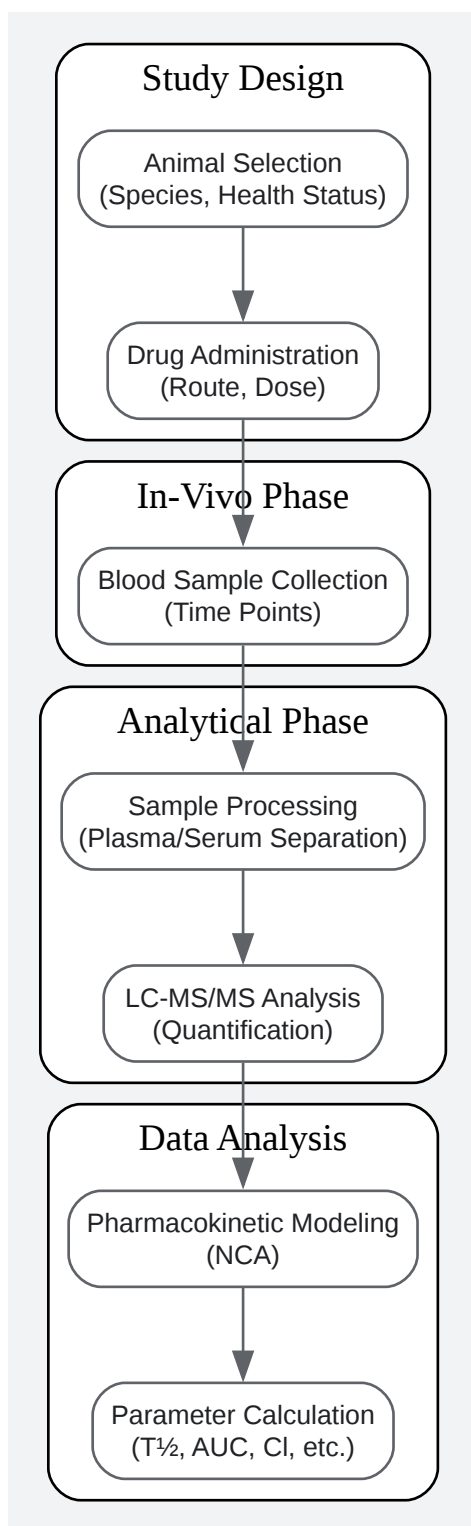 Study Design
Animal Selection
(Species, Health Status)
Drug Administration
(Route, Dose)
In-Vivo Phase
Blood Sample Collection
(Time Points)
Analytical Phase
Sample Processing
(Plasma/Serum Separation)
LC-MS/MS Analysis
(Quantification)
Data Analysis
Pharmacokinetic Modeling
(NCA)
Parameter Calculation
(T½, AUC, Cl, etc.)